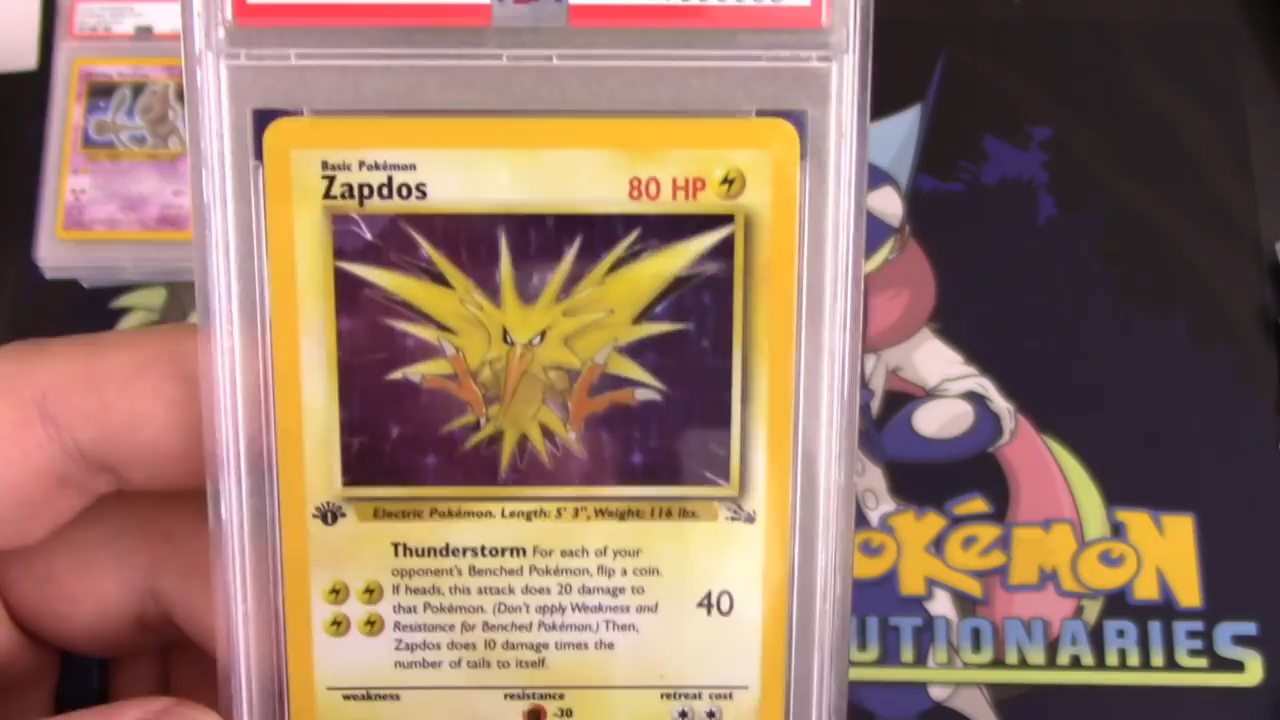 Basic Pokémon
Zapdos
80 HP
EDITION
1
Electric Pokémon. Length: 5' 3", Weight: 116 lbs.
Thunderstorm For each of your
opponent's Benched Pokémon, flip a coin.
If heads, this attack does 20 damage to
that Pokémon. (Don't apply Weakness and
Resistance for Benched Pokémon.) Then,
Zapdos does 10 damage times the
number of tails to itself.
40
weakness
resistance
retreat cost
-30
POKéMON
UTIONARIES